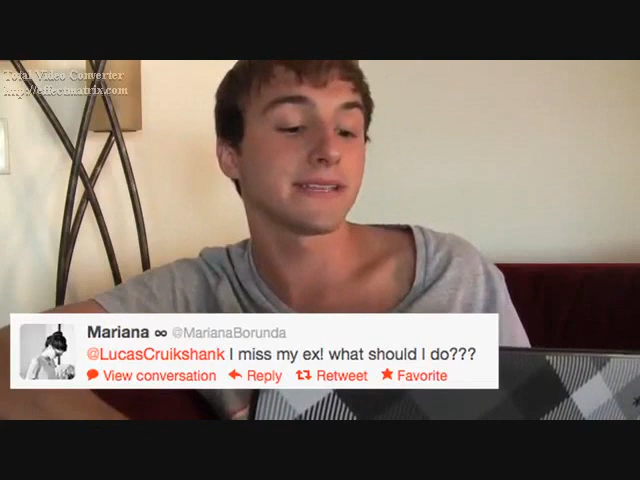 Total Video Converter
http://effectmatrix.com
Mariana ∞ @MarianaBorunda
@LucasCruikshank I miss my ex! what should I do???
View conversation Reply Retweet Favorite